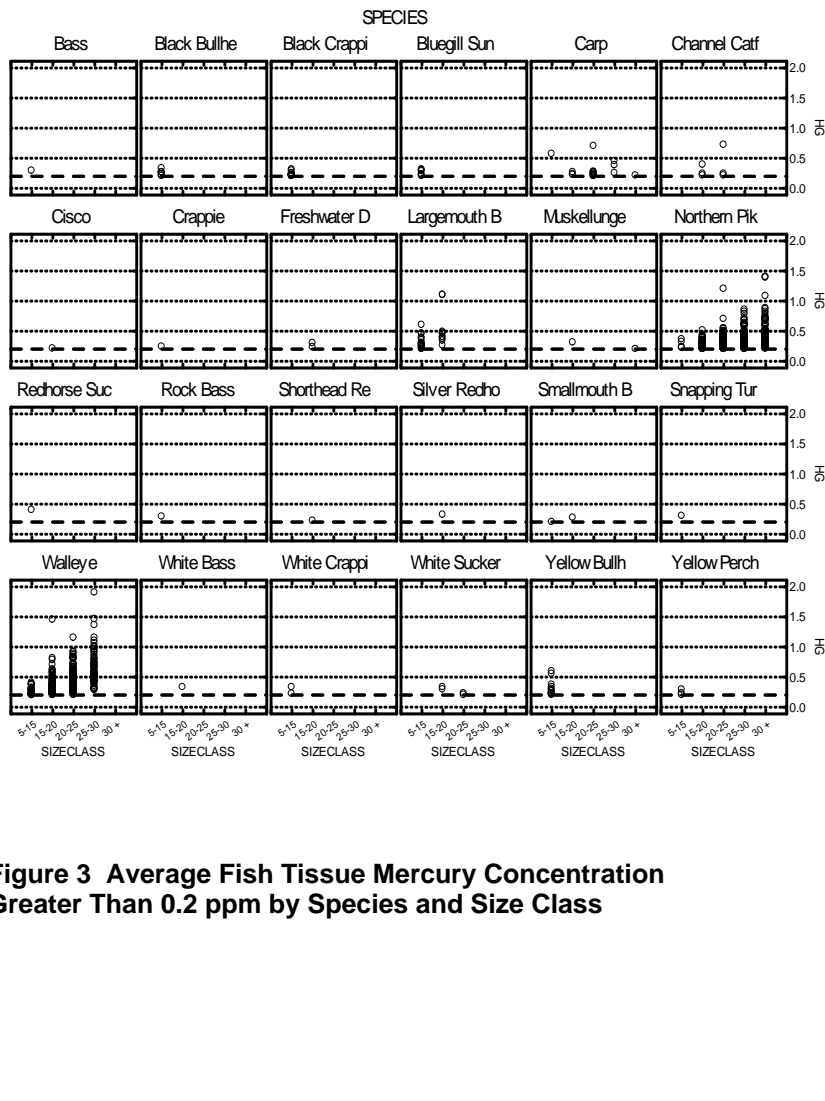 SPECIES
Bass Black Bullhe Black Crappi Bluegill Sun Carp Channel Catf
2.0
1.5
1.0
0.5
0.0
HG
Cisco Crappie Freshwater D Largemouth B Muskellunge Northern Pik
2.0
1.5
1.0
0.5
0.0
HG
Redhorse Suc Rock Bass Shorthead Re Silver Redho Smallmouth B Snapping Tur
2.0
1.5
1.0
0.5
0.0
HG
Walleye White Bass White Crappi White Sucker Yellow Bullh Yellow Perch
2.0
1.5
1.0
0.5
0.0
HG
5-15 15-20 20-25 25-30 30 + 5-15 15-20 20-25 25-30 30 + 5-15 15-20 20-25 25-30 30 + 5-15 15-20 20-25 25-30 30 + 5-15 15-20 20-25 25-30 30 + 5-15 15-20 20-25 25-30 30 +
SIZECLASS SIZECLASS SIZECLASS SIZECLASS SIZECLASS SIZECLASS
igure 3 Average Fish Tissue Mercury Concentration
Greater Than 0.2 ppm by Species and Size Class